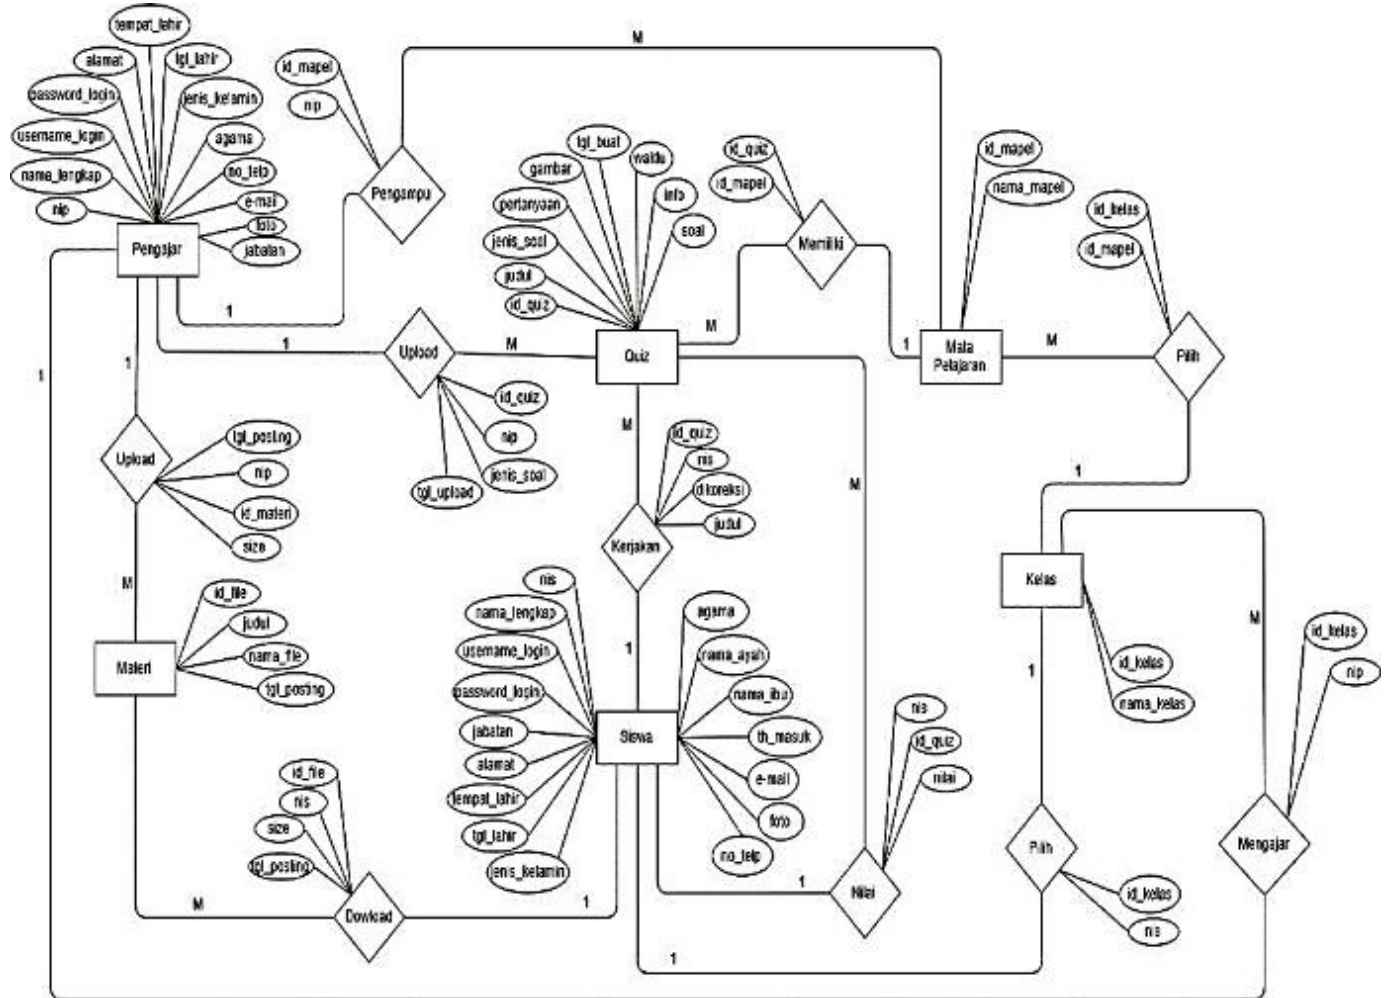 tempat_lahir
alamat
tgl_lahir
password_login
jenis_kelamin
username_login
agama
nama_lengkap
no_telp
nip
e-mail
foto
jabatan
Pengajar
id_mapel
nip
Pengampu
M
1
1
Upload
M
1
1
tgl_buat
gambar
waktu
pertanyaan
info
jenis_soal
soal
judul
id_quiz
Quiz
id_quiz
id_mapel
Memiliki
M
1
id_mapel
nama_mapel
Mata
Pelajaran
M
id_kelas
id_mapel
Pilih
1
id_quiz
nip
jenis_soal
tgl_upload
Upload
tgl_posting
nip
id_materi
size
M
M
id_quiz
nis
dikoreksi
judul
Kerjakan
1
M
Kelas
id_kelas
nama_kelas
M
1
id_kelas
nip
Mengajar
Materi
id_file
judul
nama_file
tgl_posting
nis
nama_lengkap
username_login
password_login
jabatan
alamat
tempat_lahir
tgl_lahir
jenis_kelamin
Siswa
agama
nama_ayah
nama_ibu
th_masuk
e-mail
foto
no_telp
nis
id_quiz
nilai
Nilai
1
id_file
nis
size
tgl_posting
Dowload
M
1
Pilih
id_kelas
nis
1